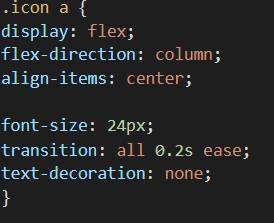 .icon a {
display: flex;
flex-direction: column;
align-items: center;

font-size: 24px;
transition: all 0.2s ease;
text-decoration: none;
}